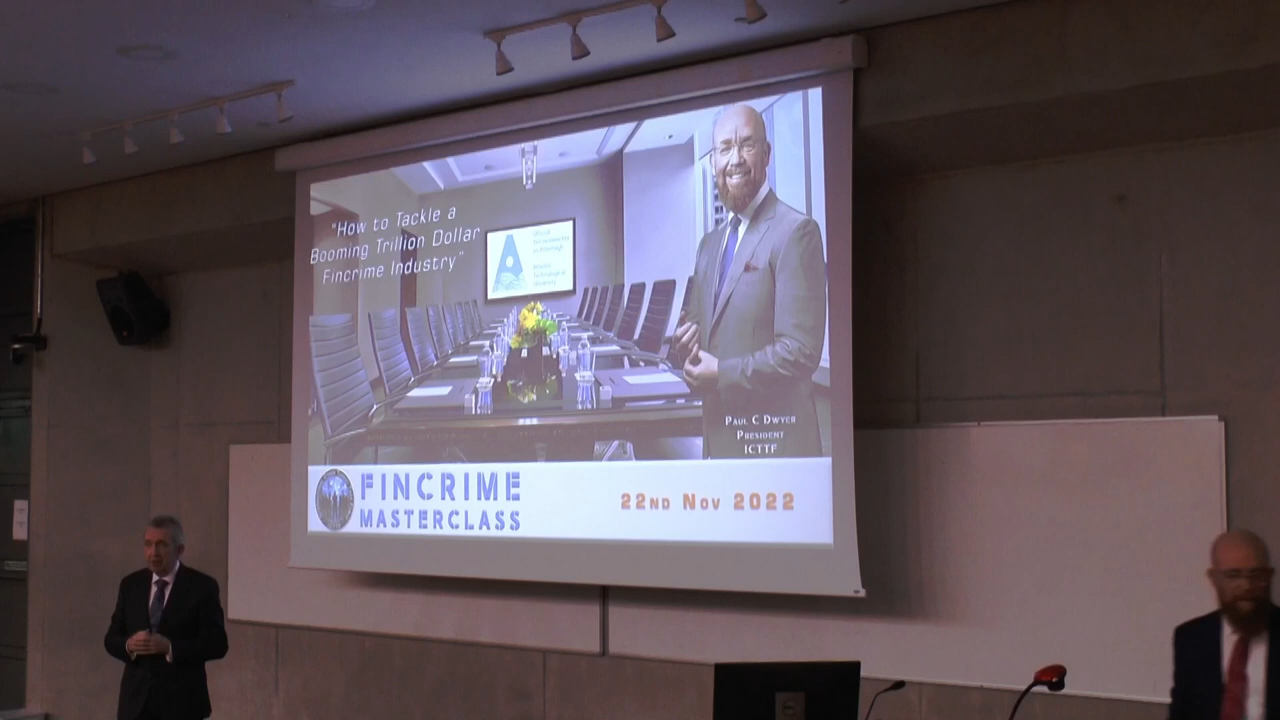 "How to Tackle a
Booming Trillion Dollar
Fincrime Industry"
Paul C Dwyer
President
ICTTF
FINCRIME
MASTERCLASS
22nd Nov 2022